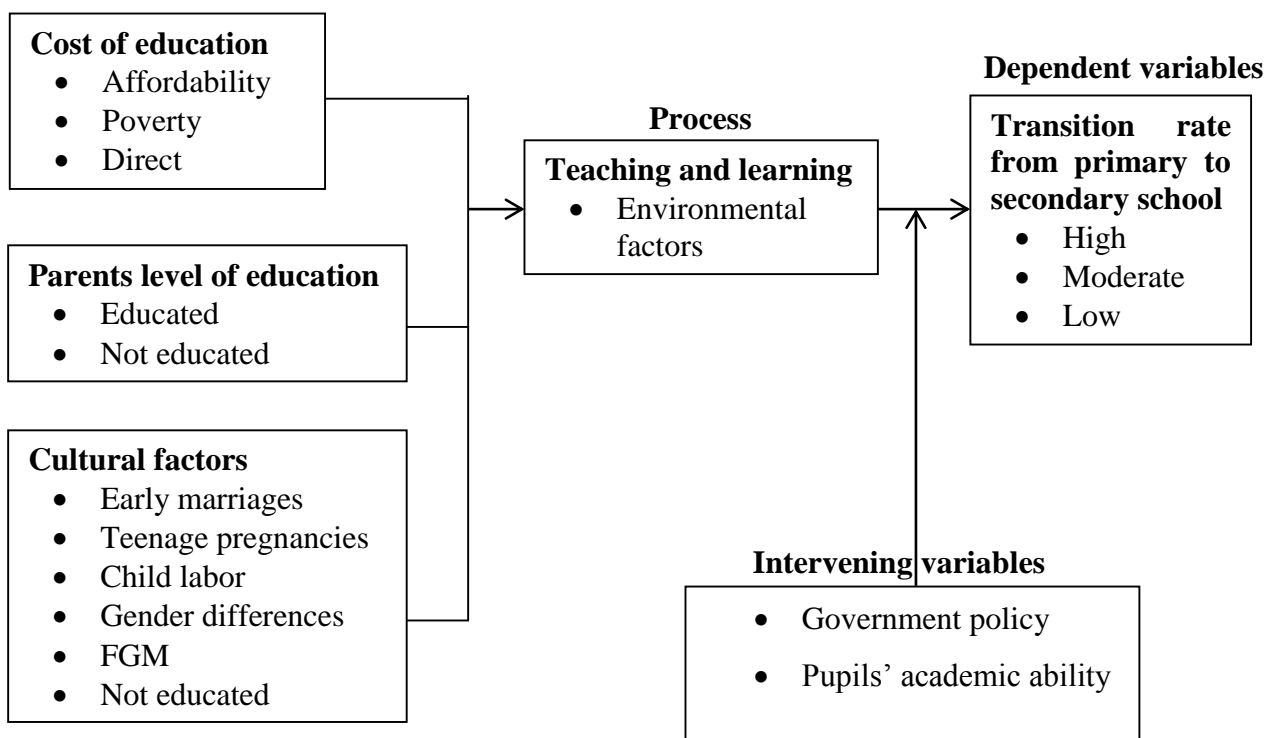 Cost of education
• Affordability
• Poverty
• Direct
Parents level of education
• Educated
• Not educated
Cultural factors
• Early marriages
• Teenage pregnancies
• Child labor
• Gender differences
• FGM
• Not educated
Process
Teaching and learning
• Environmental
factors
Dependent variables
Transition rate
from primary to
secondary school
• High
• Moderate
• Low
Intervening variables
• Government policy
• Pupils’ academic ability